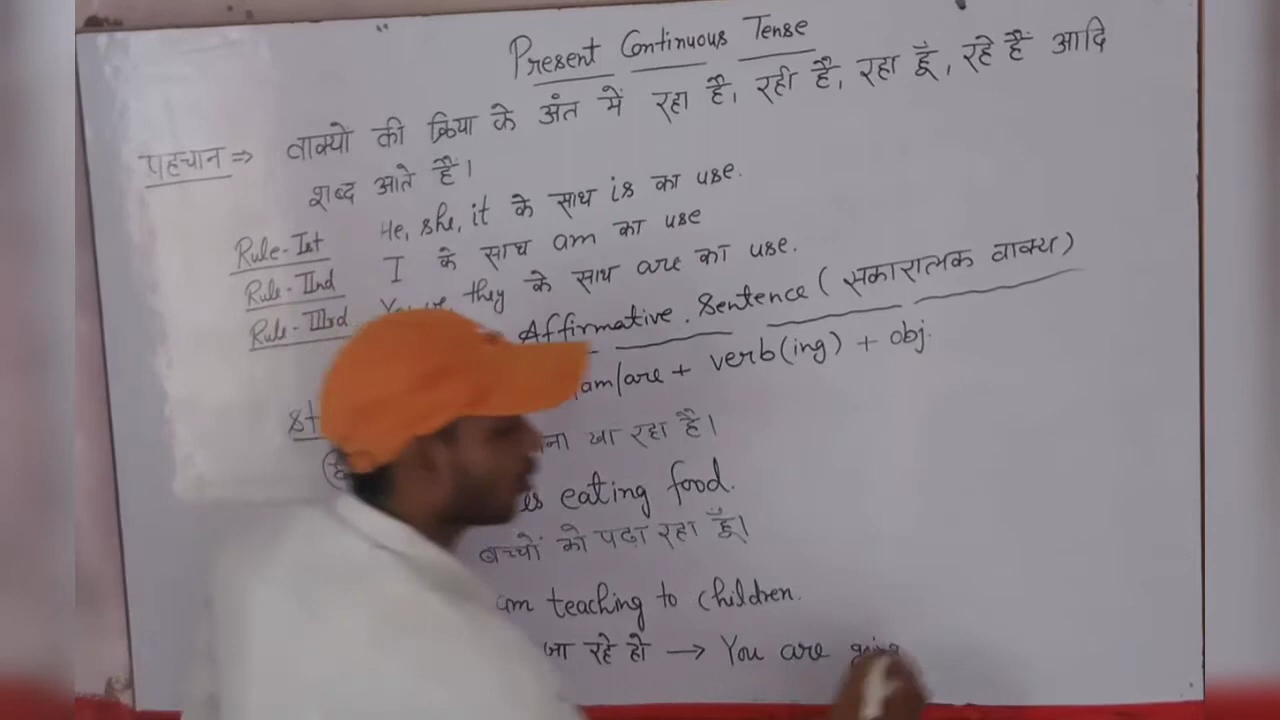 Present Continuous Tense
पहचान ⇒ वाक्यो की क्रिया के अंत में रहा है, रही है, रहा हूँ, रहे हैं आदि
शब्द आते हैं।
Rule-Ist He, she, it के साथ is का use.
Rule-IInd I के साथ am का use
Rule-IIIrd they के साथ are का use.
Affirmative Sentence (सकारात्मक वाक्य)
am/are + verb(ing) + obj.
खा रहा है।
is eating food.
बच्चों को पढ़ा रहा हूँ।
am teaching to children.
जा रहे हो → You are going